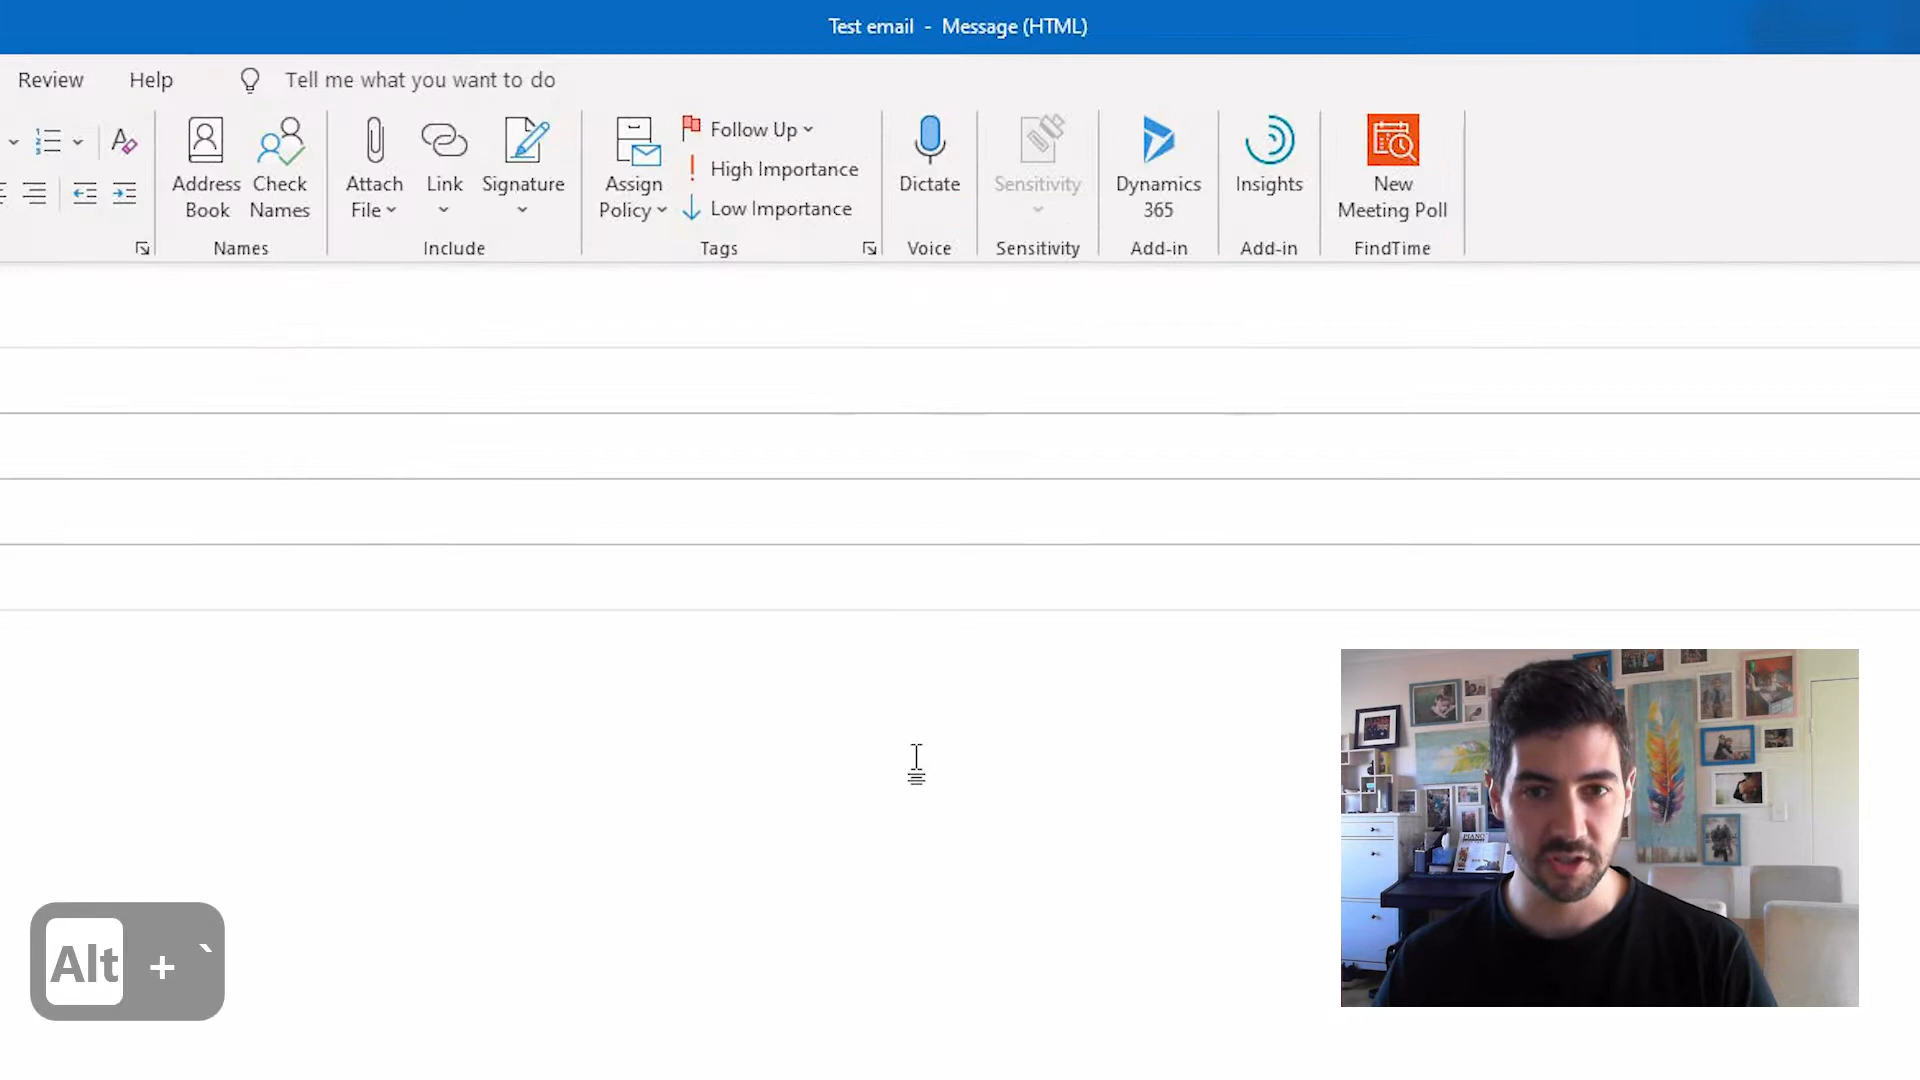 Test email - Message (HTML)
Review Help Tell me what you want to do
Address Book
Check Names
Names
Attach File
Link
Signature
Include
Assign Policy
Follow Up
High Importance
Low Importance
Tags
Dictate
Voice
Sensitivity
Sensitivity
Dynamics 365
Add-in
Insights
Add-in
New Meeting Poll
FindTime
PIANO
Alt + `